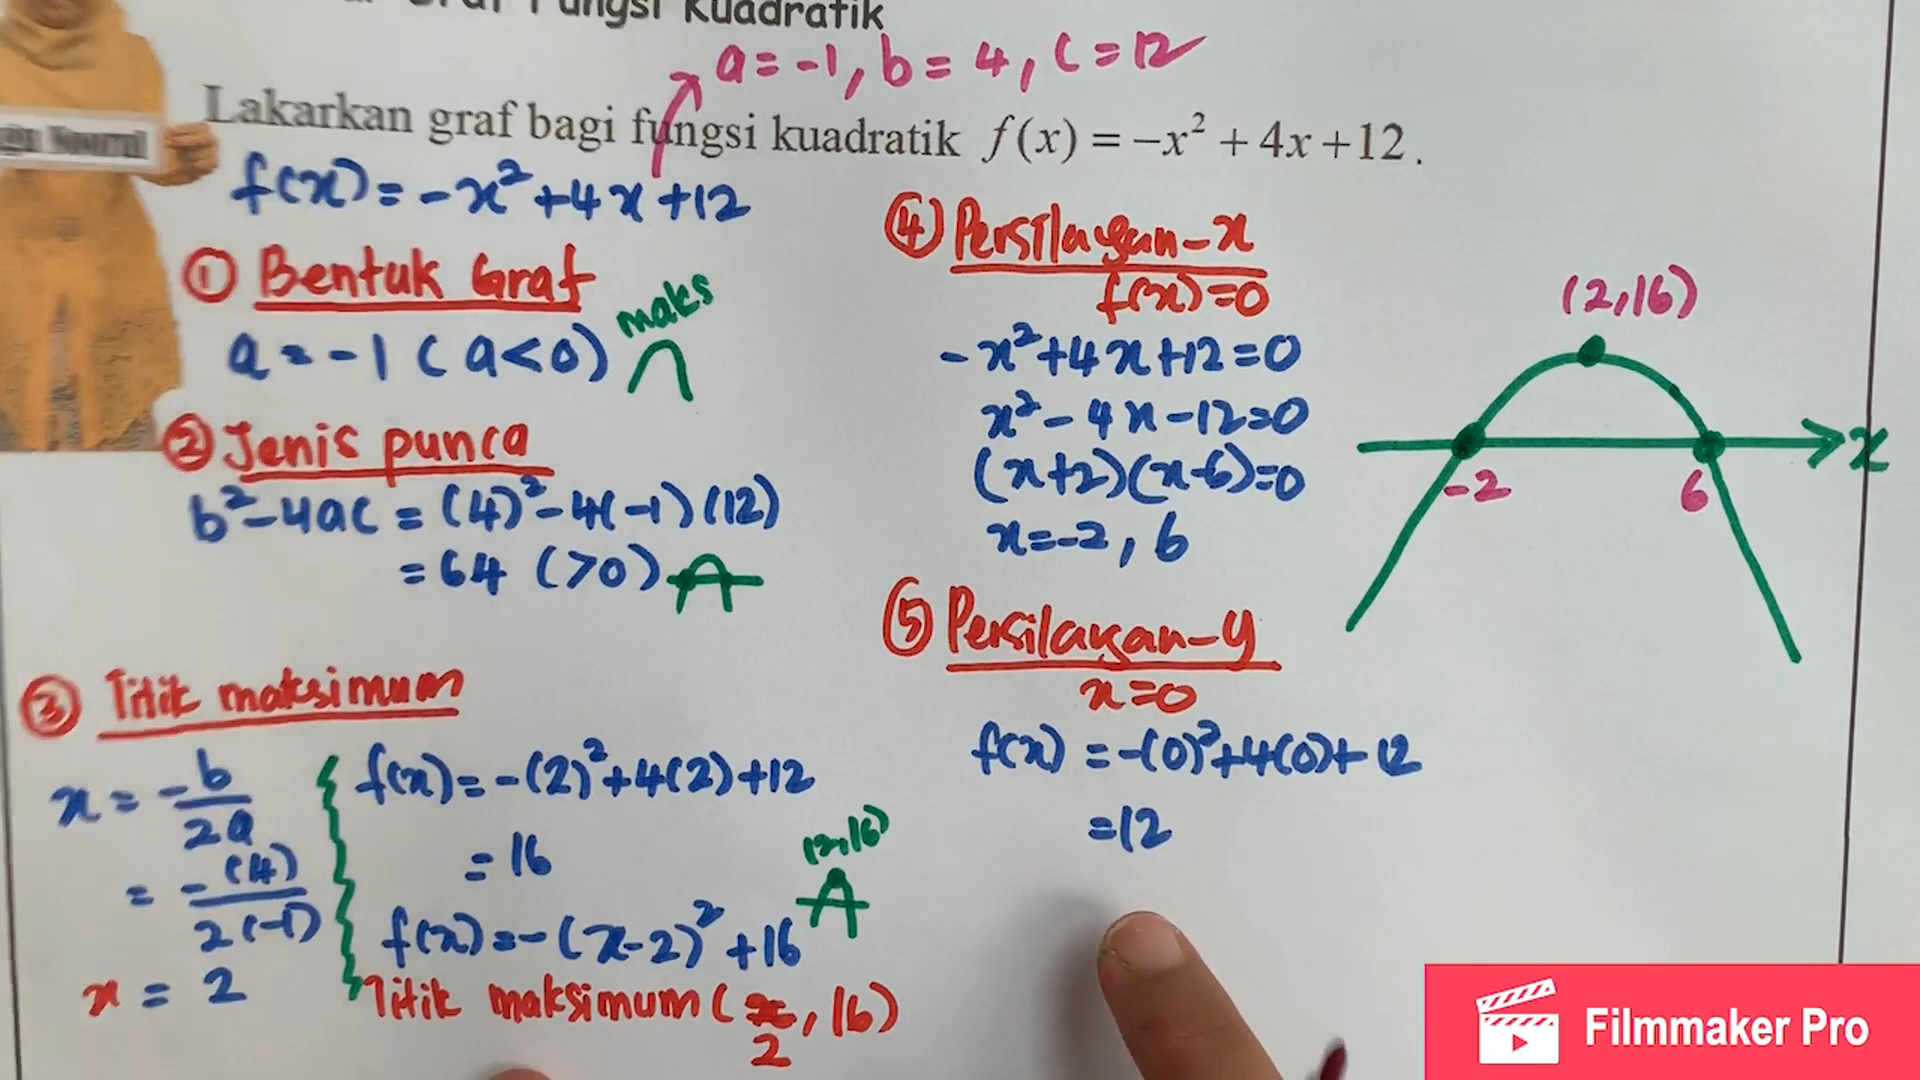 Graf Fungsi Kuadratik
a = -1, b = 4, c = 12
Lakarkan graf bagi fungsi kuadratik f(x) = -x² + 4x + 12.
f(x) = -x² + 4x + 12
① Bentuk Graf
a = -1 (a<0)
maks
② Jenis punca
b² - 4ac = (4)² - 4(-1)(12)
= 64 (>0)
③ Titik maksimum
x = -b/2a
= -(4)/2(-1)
x = 2
f(x) = -(2)² + 4(2) + 12
= 16
(2,16)
f(x) = -(x-2)² + 16
Titik maksimum (2, 16)
④ Persilangan-x
f(x) = 0
-x² + 4x + 12 = 0
x² - 4x - 12 = 0
(x+2)(x-6) = 0
x = -2, 6
⑤ Persilangan-y
x = 0
f(x) = -(0)² + 4(0) + 12
= 12
(2,16)
x
-2
6
Filmmaker Pro